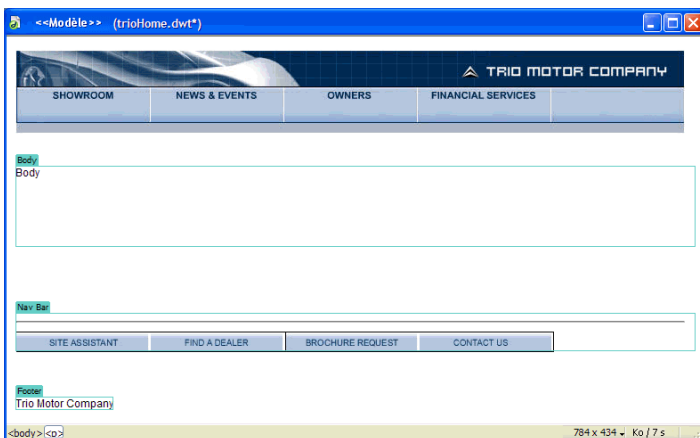 <<Modèle>> (trioHome.dwt*)
TRIO MOTOR COMPANY
SHOWROOM NEWS & EVENTS OWNERS FINANCIAL SERVICES
Body
Body
Nav Bar
SITE ASSISTANT FIND A DEALER BROCHURE REQUEST CONTACT US
Footer
Trio Motor Company
<body> <p> 784 x 434 Ko / 7 s